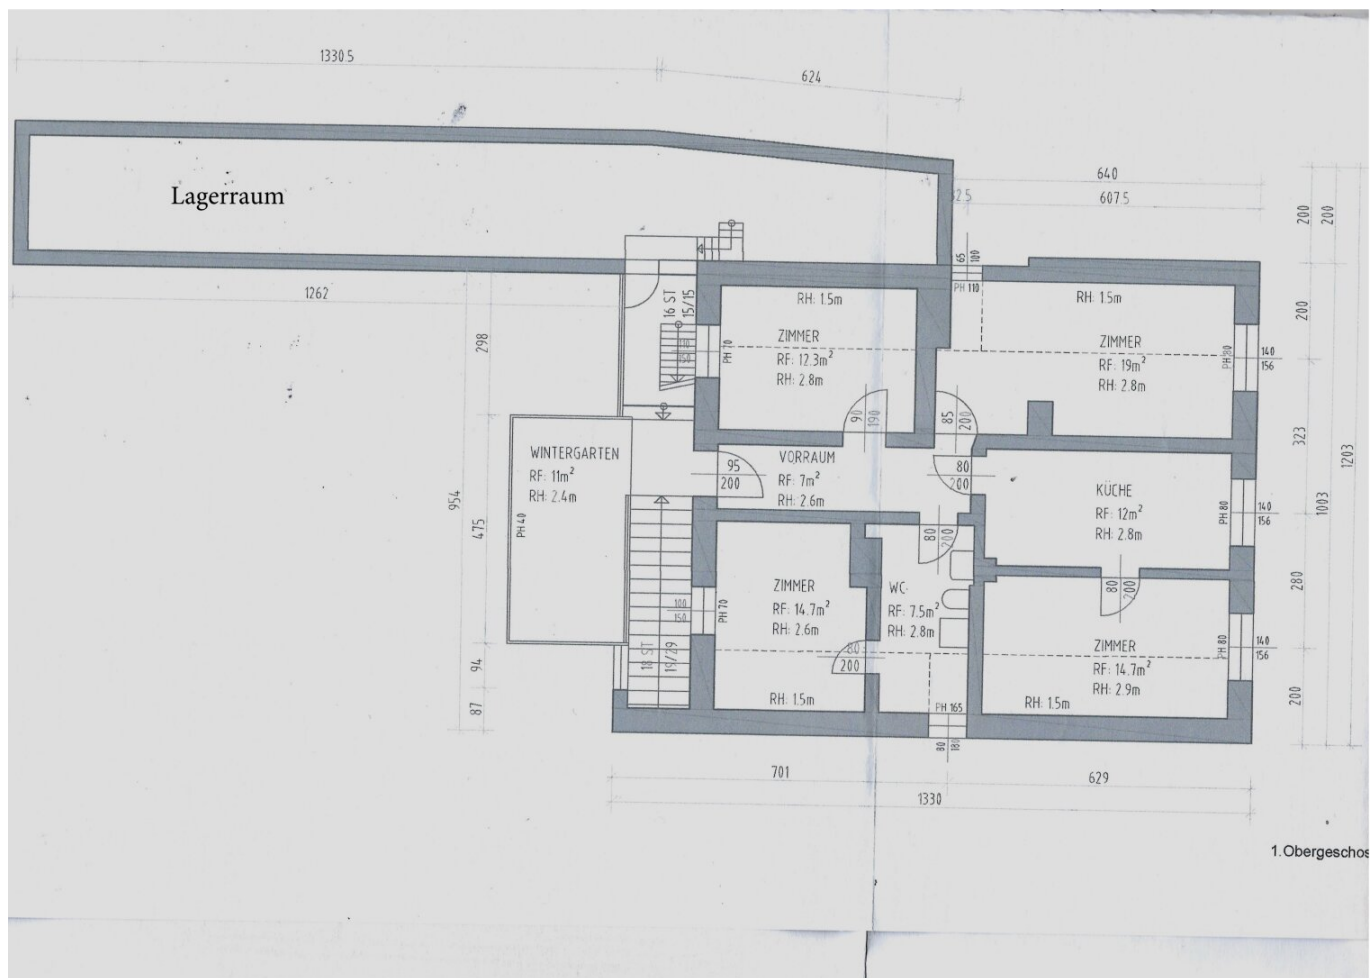 1330.5
624
Lagerraum
640
607.5
32.5
200
200
65
100
PH 110
1262
298
16 ST
15/15
110
150
PH 70
RH: 1.5m
ZIMMER
RF: 12.3m²
RH: 2.8m
90
190
RH: 1.5m
ZIMMER
RF: 19m²
RH: 2.8m
85
200
PH 80
140
156
200
323
1203
1003
WINTERGARTEN
RF: 11m²
RH: 2.4m
PH 40
954
475
95
200
VORRAUM
RF: 7m²
RH: 2.6m
80
200
KÜCHE
RF: 12m²
RH: 2.8m
PH 80
140
156
280
80
200
100
150
PH 70
ZIMMER
RF: 14.7m²
RH: 2.6m
WC
RF: 7.5m²
RH: 2.8m
80
200
80
200
ZIMMER
RF: 14.7m²
RH: 2.9m
PH 80
140
156
18 ST
19/29
94
87
RH: 1.5m
PH 165
80
180
RH: 1.5m
200
701
629
1330
1.Obergeschos